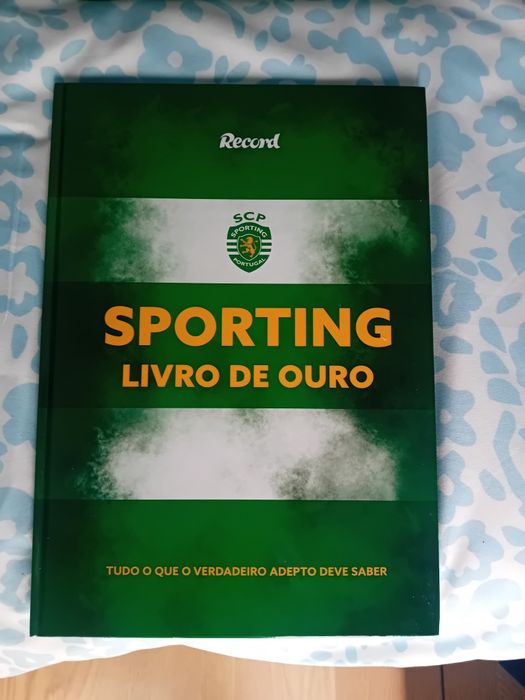 Record
SCP
SPORTING
PORTUGAL
SPORTING
LIVRO DE OURO
TUDO O QUE O VERDADEIRO ADEPTO DEVE SABER